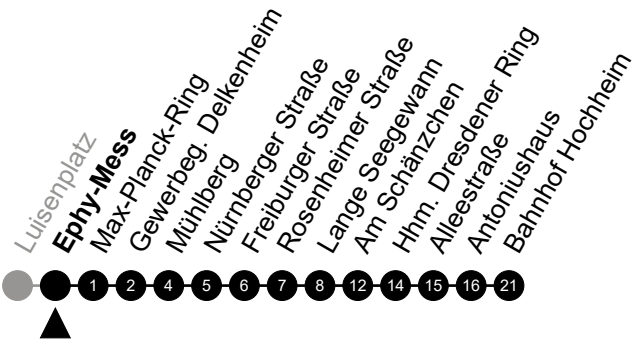 Luisenplatz
Ephy-Mess
Max-Planck-Ring
Gewerbeg. Delkenheim
Mühlberg
Nürnberger Straße
Freiburger Straße
Rosenheimer Straße
Lange Seegewann
Am Schänzchen
Hhm. Dresdener Ring
Alleestraße
Antoniushaus
Bahnhof Hochheim
1 2 4 5 6 7 8 12 14 15 16 21